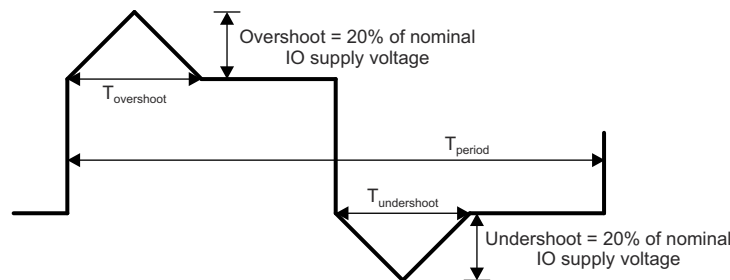 Overshoot = 20% of nominal
IO supply voltage
Tovershoot
Tperiod
Tundershoot
Undershoot = 20% of nominal
IO supply voltage